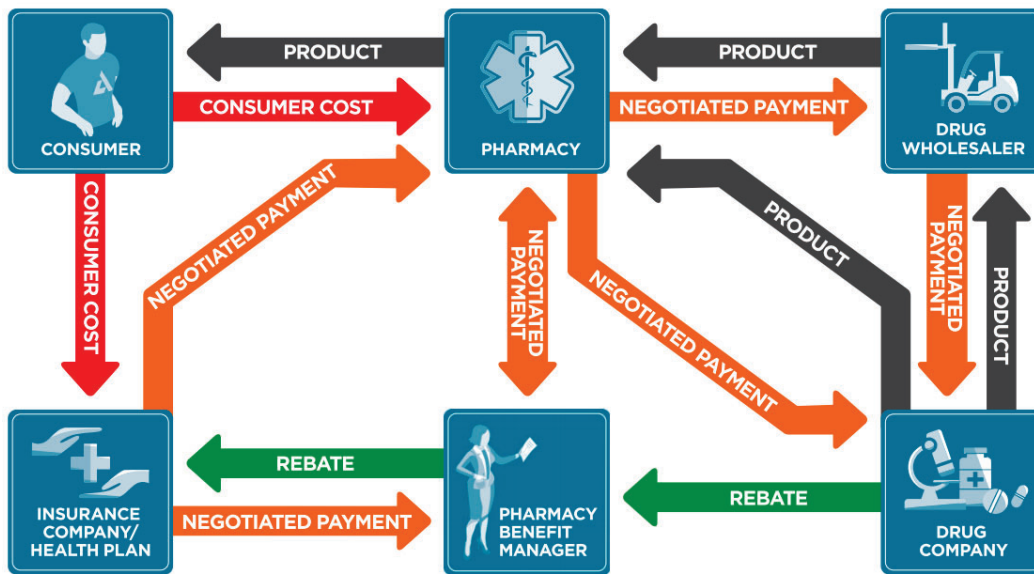 PRODUCT
PRODUCT
CONSUMER COST
NEGOTIATED PAYMENT
CONSUMER
PHARMACY
DRUG
WHOLESALER
CONSUMER COST
NEGOTIATED PAYMENT
NEGOTIATED
PAYMENT
NEGOTIATED PAYMENT
PRODUCT
NEGOTIATED
PAYMENT
PRODUCT
REBATE
REBATE
NEGOTIATED PAYMENT
INSURANCE
COMPANY/
HEALTH PLAN
PHARMACY
BENEFIT
MANAGER
DRUG
COMPANY